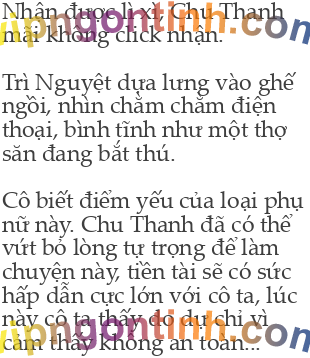 Nhận được lì xì, Chu Thanh
mãi không click nhận.
Trì Nguyệt dựa lưng vào ghế
ngồi, nhìn chằm chằm điện
thoại, bình tĩnh như một thợ
săn đang bắt thú.
Cô biết điểm yếu của loại phụ
nữ này. Chu Thanh đã có thể
vứt bỏ lòng tự trọng để làm
chuyện này, tiền tài sẽ có sức
hấp dẫn cực lớn với cô ta, lúc
này cô ta thấy do dự chỉ vì
cảm thấy không an toàn...